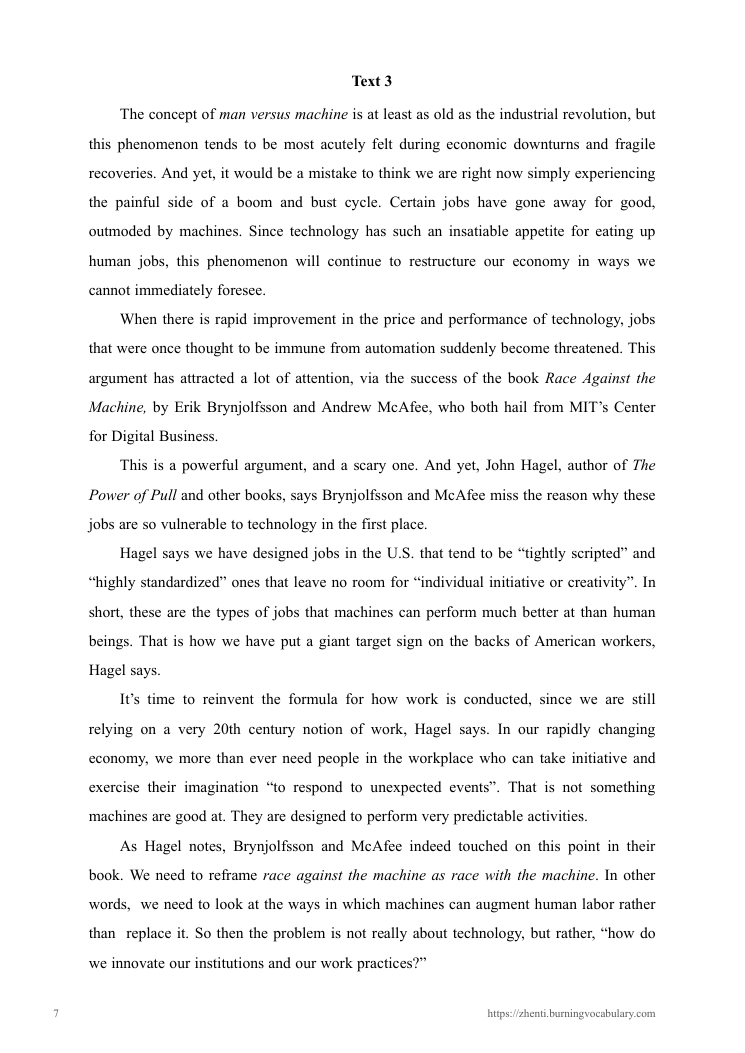 Text 3
The concept of man versus machine is at least as old as the industrial revolution, but
this phenomenon tends to be most acutely felt during economic downturns and fragile
recoveries. And yet, it would be a mistake to think we are right now simply experiencing
the painful side of a boom and bust cycle. Certain jobs have gone away for good,
outmoded by machines. Since technology has such an insatiable appetite for eating up
human jobs, this phenomenon will continue to restructure our economy in ways we
cannot immediately foresee.
When there is rapid improvement in the price and performance of technology, jobs
that were once thought to be immune from automation suddenly become threatened. This
argument has attracted a lot of attention, via the success of the book Race Against the
Machine, by Erik Brynjolfsson and Andrew McAfee, who both hail from MIT’s Center
for Digital Business.
This is a powerful argument, and a scary one. And yet, John Hagel, author of The
Power of Pull and other books, says Brynjolfsson and McAfee miss the reason why these
jobs are so vulnerable to technology in the first place.
Hagel says we have designed jobs in the U.S. that tend to be “tightly scripted” and
“highly standardized” ones that leave no room for “individual initiative or creativity”. In
short, these are the types of jobs that machines can perform much better at than human
beings. That is how we have put a giant target sign on the backs of American workers,
Hagel says.
It’s time to reinvent the formula for how work is conducted, since we are still
relying on a very 20th century notion of work, Hagel says. In our rapidly changing
economy, we more than ever need people in the workplace who can take initiative and
exercise their imagination “to respond to unexpected events”. That is not something
machines are good at. They are designed to perform very predictable activities.
As Hagel notes, Brynjolfsson and McAfee indeed touched on this point in their
book. We need to reframe race against the machine as race with the machine. In other
words, we need to look at the ways in which machines can augment human labor rather
than replace it. So then the problem is not really about technology, but rather, “how do
we innovate our institutions and our work practices?”
7 https://zhenti.burningvocabulary.com